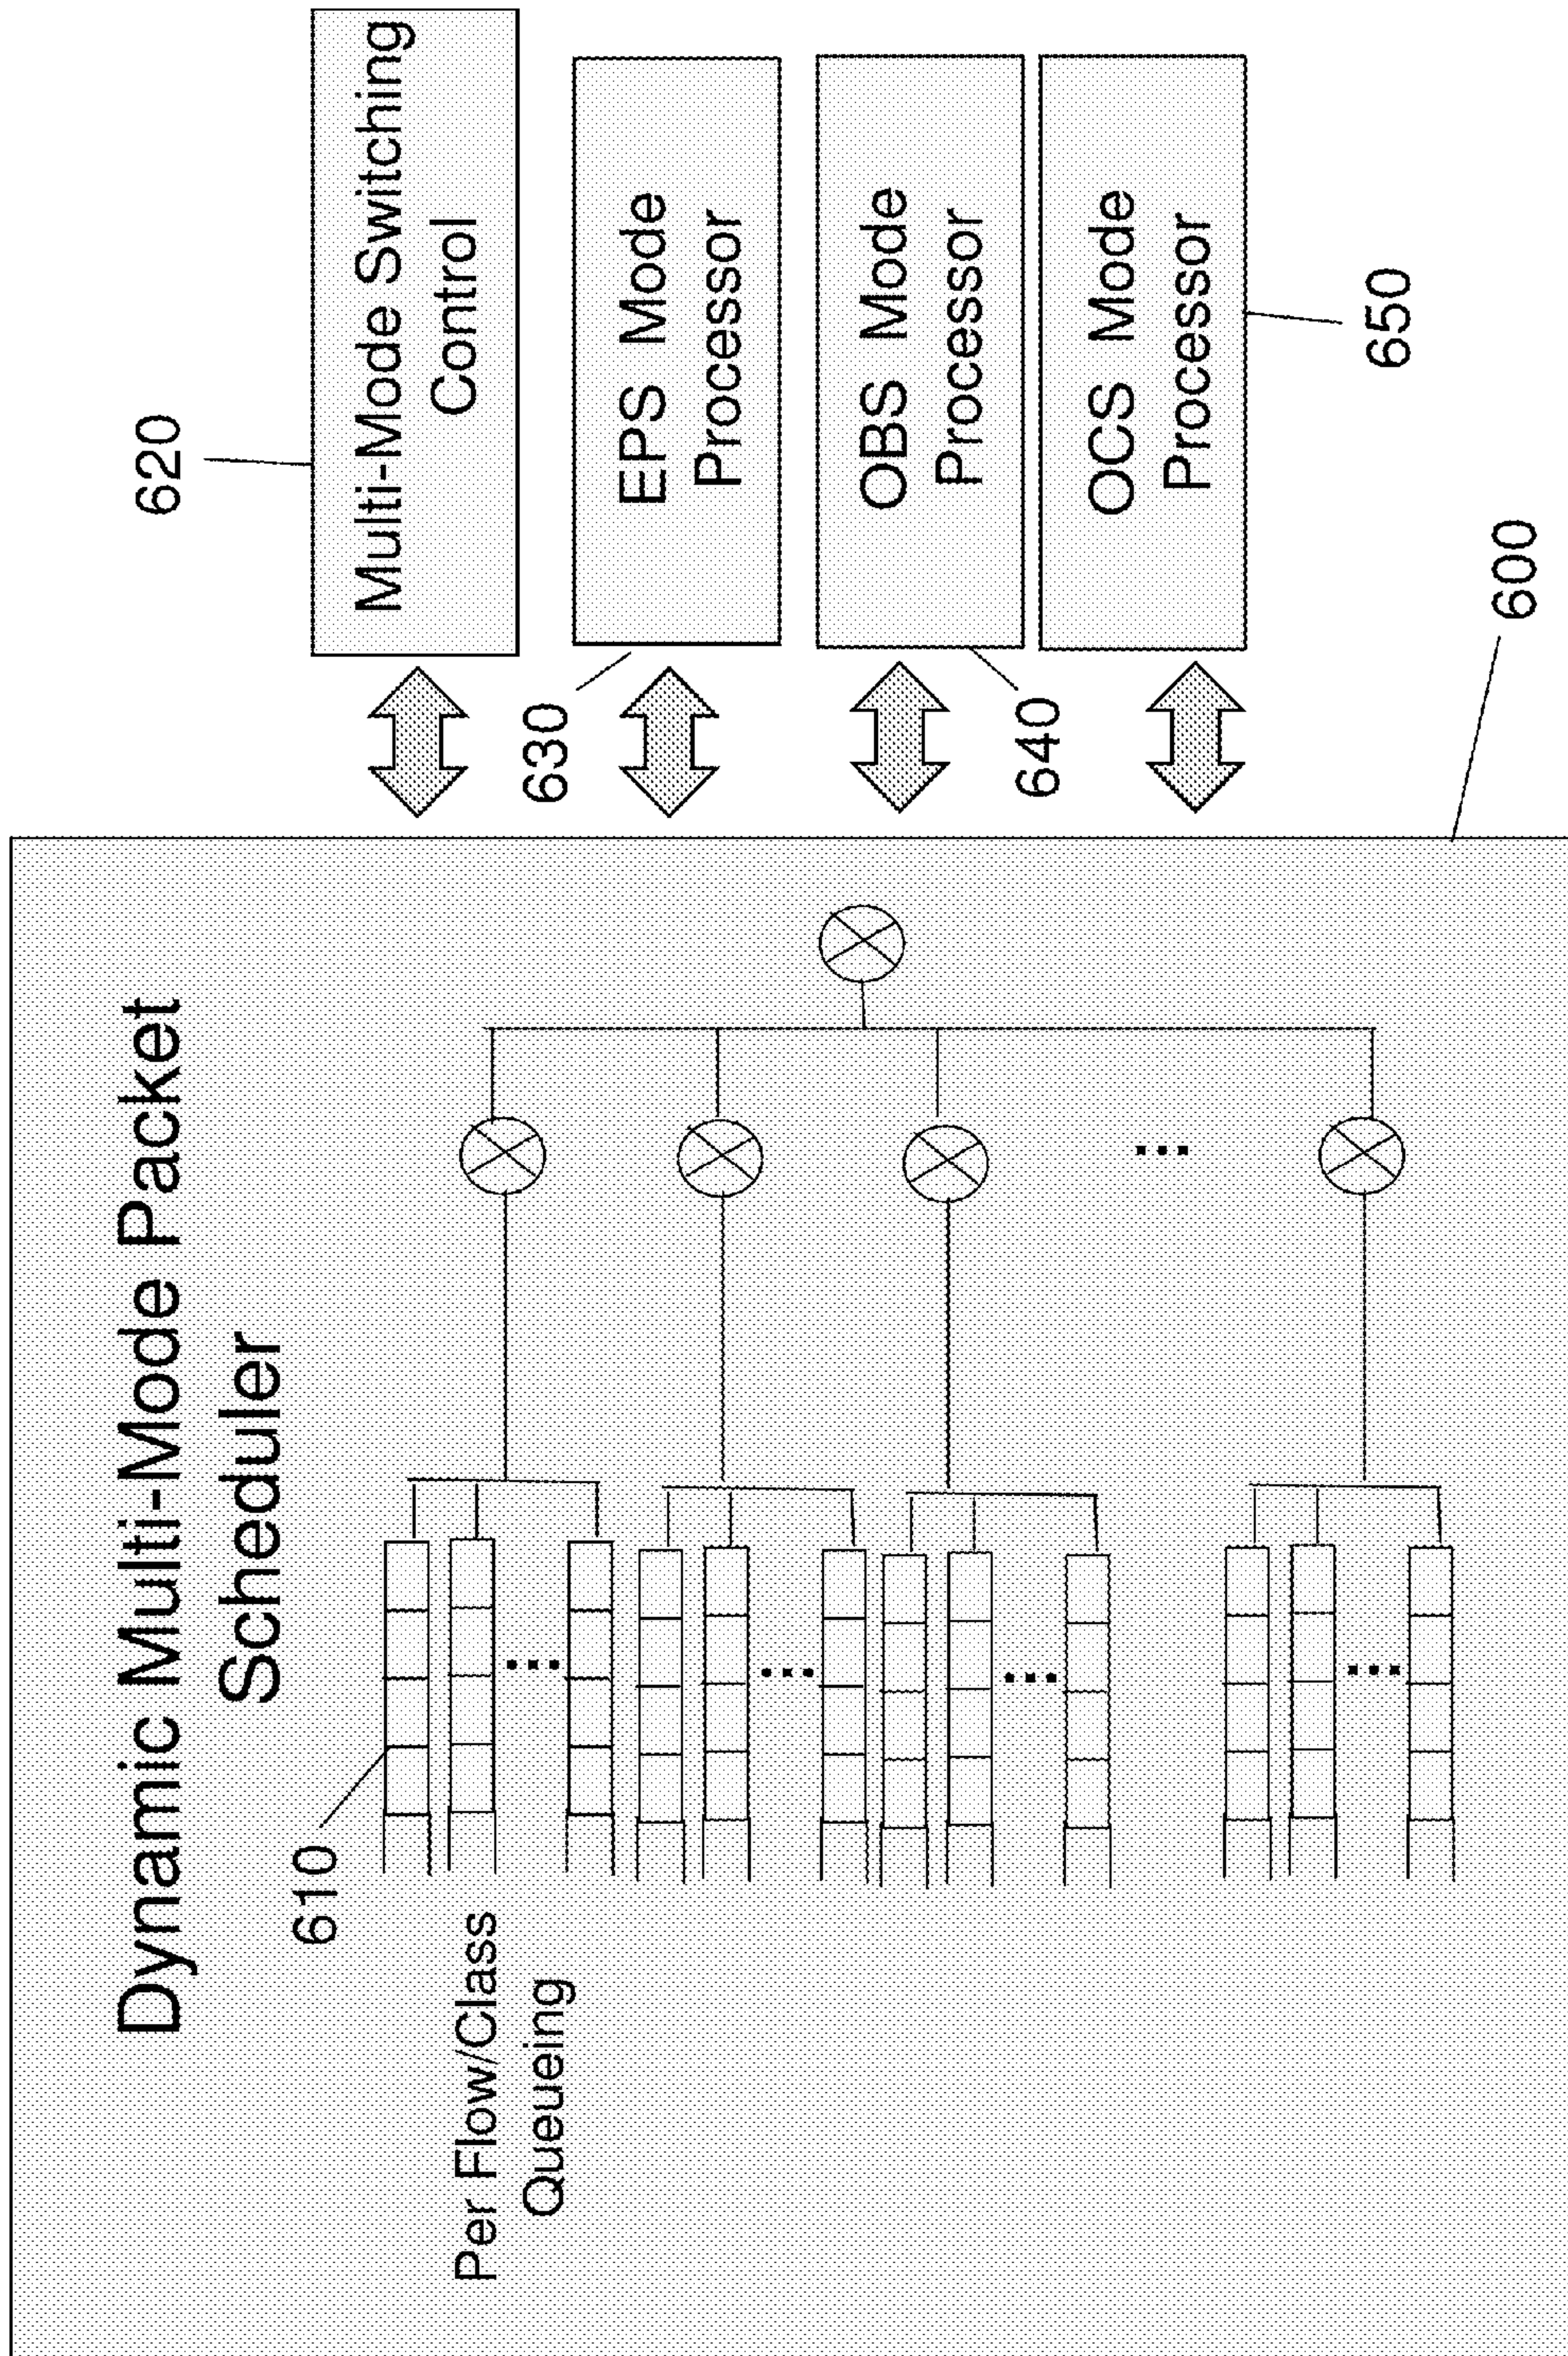 Dynamic Multi-Mode Packet
Scheduler
610
Per Flow/Class
Queueing
620
Multi-Mode Switching
Control
630
EPS Mode
Processor
640
OBS Mode
Processor
OCS Mode
Processor
650
600